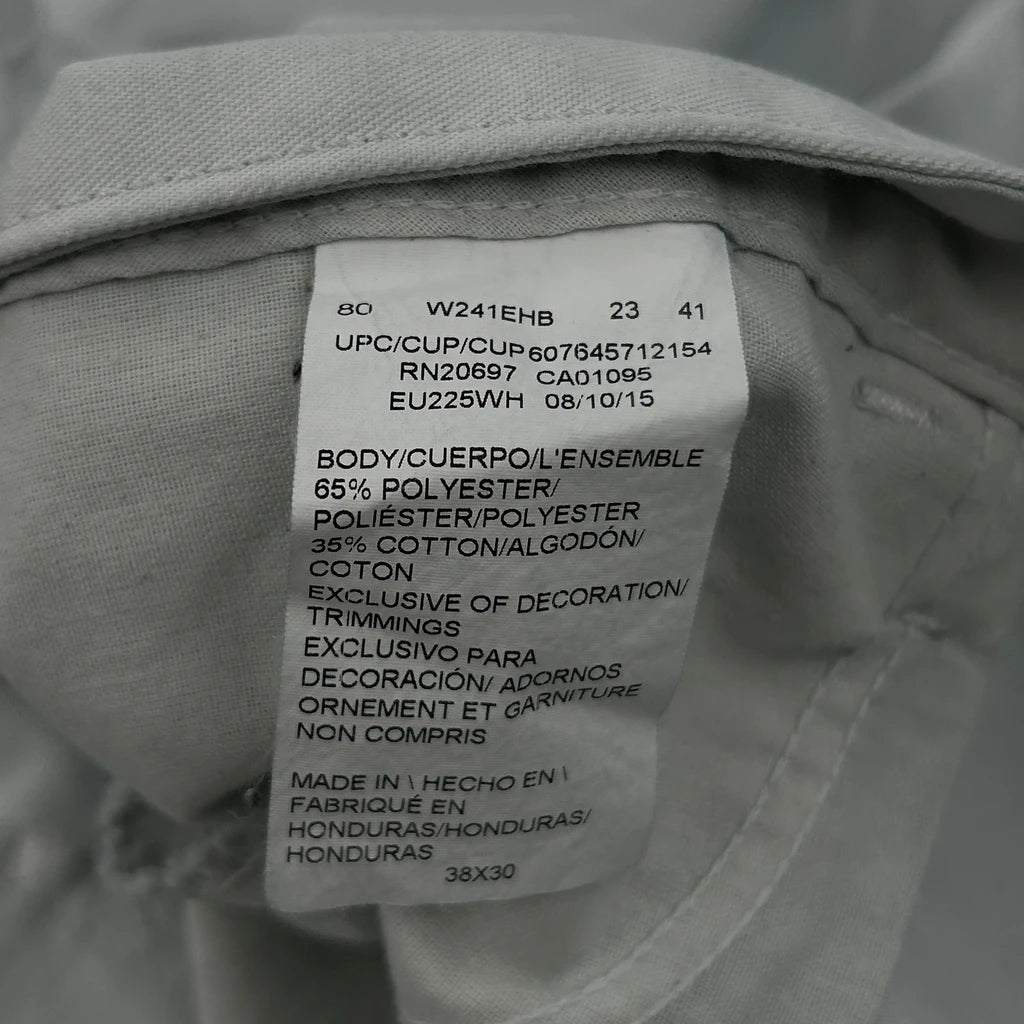 80 W241EHB 23 41
UPC/CUP/CUP 607645712154
RN20697 CA01095
EU225WH 08/10/15
BODY/CUERPO/L'ENSEMBLE
65% POLYESTER/
POLIÉSTER/POLYESTER
35% COTTON/ALGODÓN/
COTON
EXCLUSIVE OF DECORATION/
TRIMMINGS
EXCLUSIVO PARA
DECORACIÓN/ ADORNOS
ORNEMENT ET GARNITURE
NON COMPRIS
MADE IN \ HECHO EN \
FABRIQUÉ EN
HONDURAS/HONDURAS/
HONDURAS
38X30